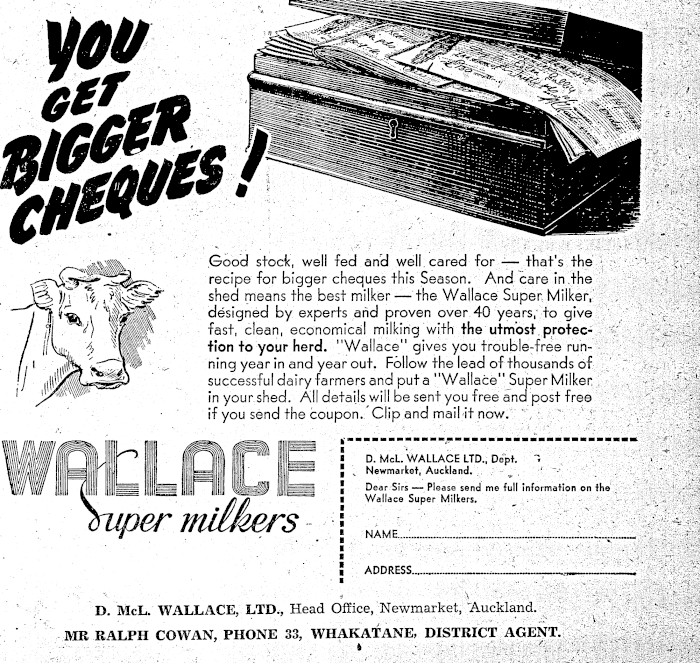 YOU
GET
BIGGER
CHEQUES!
Good stock, well fed and well cared for — that's the
recipe for bigger cheques this Season. And care in the
shed means the best milker — the Wallace Super Milker,
designed by experts and proven over 40 years, to give
fast, clean, economical milking with the utmost protec-
tion to your herd. "Wallace" gives you trouble-free run-
ning year in and year out. Follow the lead of thousands of
successful dairy farmers and put a "Wallace" Super Milker
in your shed. All details will be sent you free and post free
if you send the coupon. Clip and mail it now.
WALLACE
Super milkers
D. McL. WALLACE LTD., Dept.
Newmarket, Auckland.
Dear Sirs — Please send me full information on the
Wallace Super Milkers.
NAME
ADDRESS
D. McL. WALLACE, LTD., Head Office, Newmarket, Auckland.
MR RALPH COWAN, PHONE 33, WHAKATANE, DISTRICT AGENT.